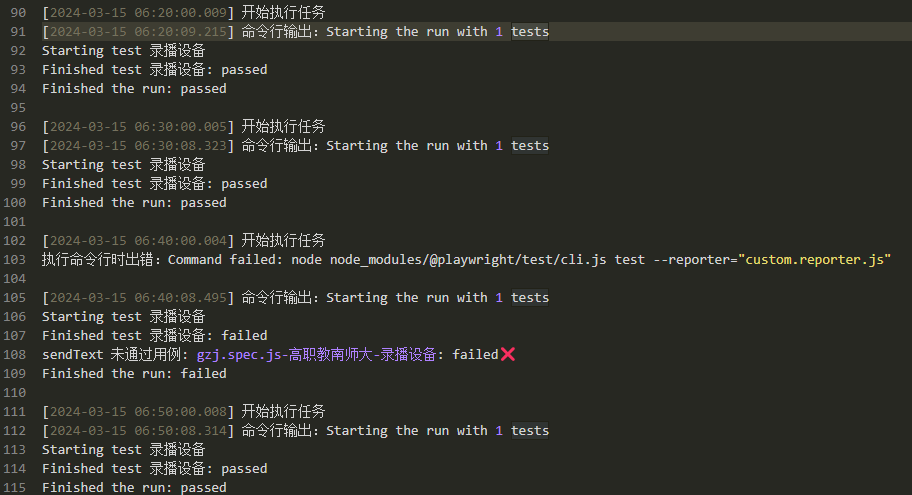 90 [2024-03-15 06:20:00.009] 开始执行任务
91 [2024-03-15 06:20:09.215] 命令行输出：Starting the run with 1 tests
92 Starting test 录播设备
93 Finished test 录播设备: passed
94 Finished the run: passed
95
96 [2024-03-15 06:30:00.005] 开始执行任务
97 [2024-03-15 06:30:08.323] 命令行输出：Starting the run with 1 tests
98 Starting test 录播设备
99 Finished test 录播设备: passed
100 Finished the run: passed
101
102 [2024-03-15 06:40:00.004] 开始执行任务
103 执行命令行时出错：Command failed: node node_modules/@playwright/test/cli.js test --reporter="custom.reporter.js"
104
105 [2024-03-15 06:40:08.495] 命令行输出：Starting the run with 1 tests
106 Starting test 录播设备
107 Finished test 录播设备: failed
108 sendText 未通过用例: gzj.spec.js-高职教南师大-录播设备: failed❌
109 Finished the run: failed
110
111 [2024-03-15 06:50:00.008] 开始执行任务
112 [2024-03-15 06:50:08.314] 命令行输出：Starting the run with 1 tests
113 Starting test 录播设备
114 Finished test 录播设备: passed
115 Finished the run: passed